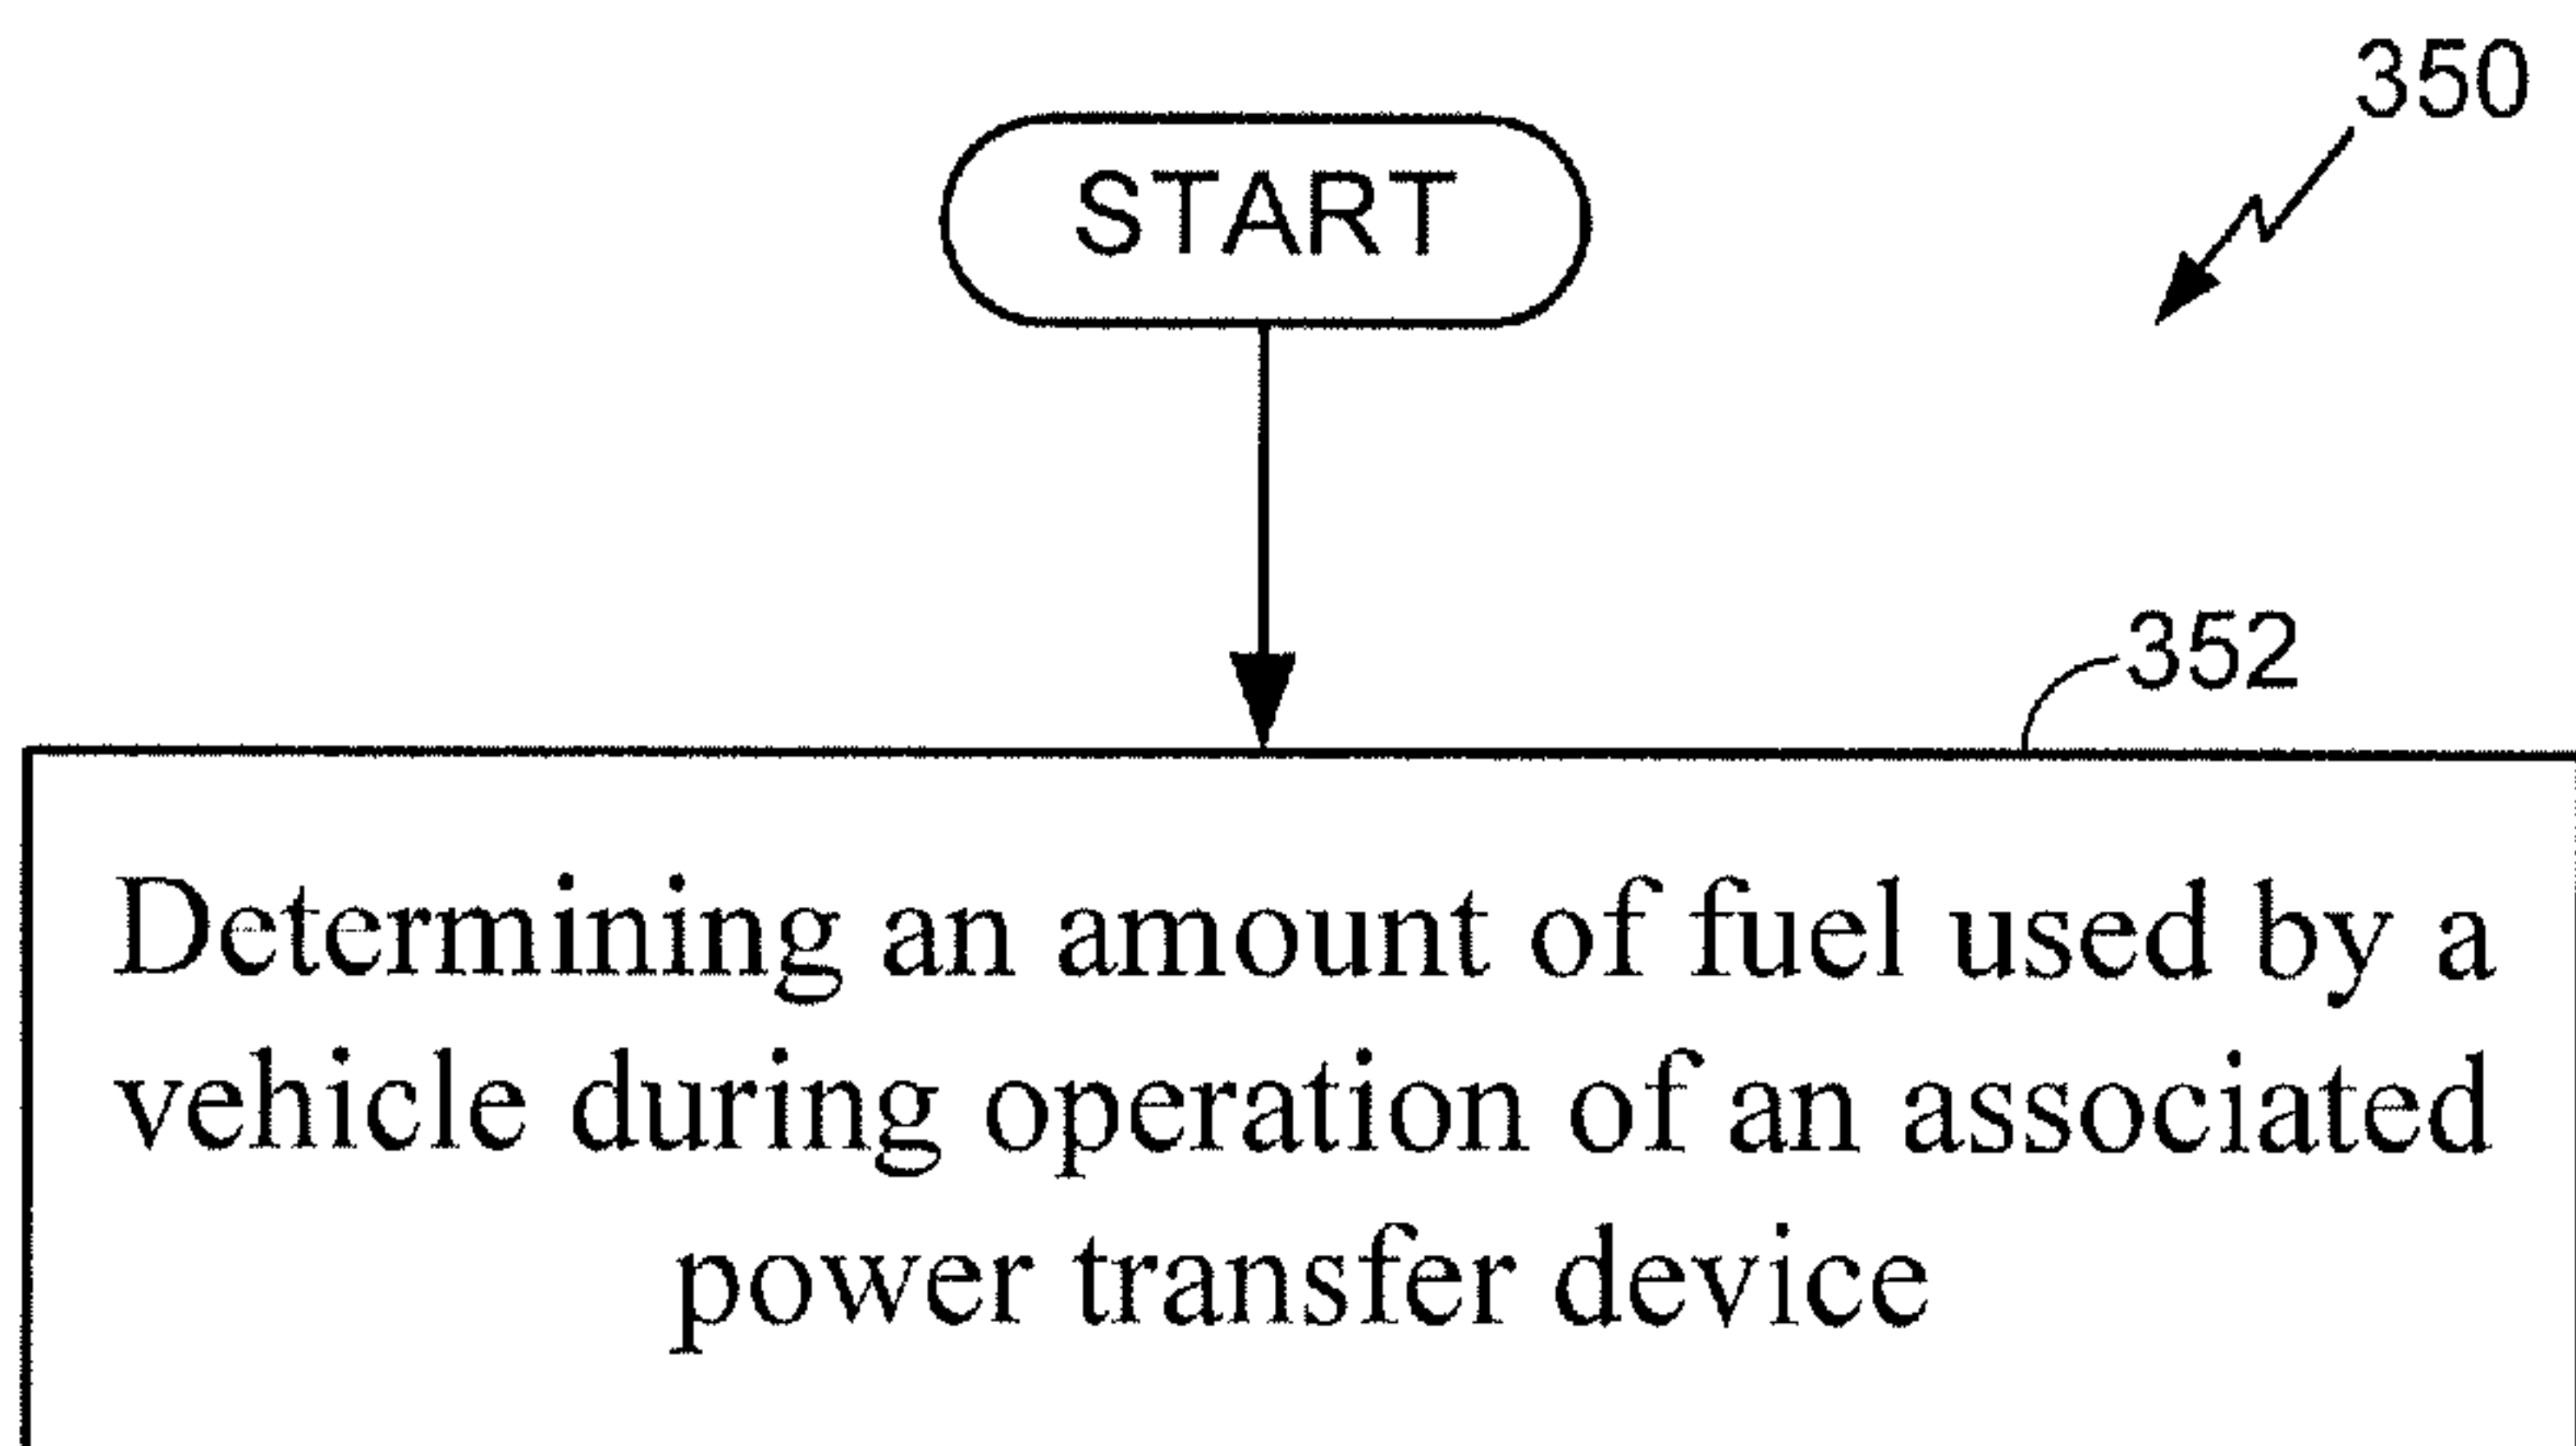 350
START
352
Determining an amount of fuel used by a
vehicle during operation of an associated
power transfer device